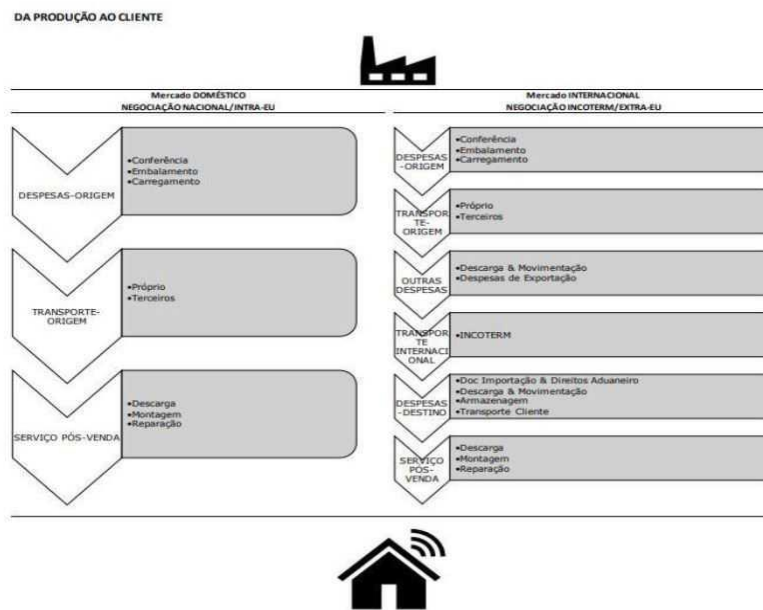 DA PRODUÇÃO AO CLIENTE
Mercado DOMÉSTICO
NEGOCIAÇÃO NACIONAL/INTRA-EU
DESPESAS-ORIGEM
•Conferência
•Embalamento
•Carregamento
TRANSPORTE-
ORIGEM
•Próprio
•Terceiros
SERVIÇO PÓS-VENDA
•Descarga
•Montagem
•Reparação
Mercado INTERNACIONAL
NEGOCIAÇÃO INCOTERM/EXTRA-EU
DESPESAS
-ORIGEM
•Conferência
•Embalamento
•Carregamento
TRANSPOR
TE-
ORIGEM
•Próprio
•Terceiros
OUTRAS
DESPESAS
•Descarga & Movimentação
•Despesas de Exportação
TRANSPOR
TE
INTERNACI
ONAL
•INCOTERM
DESPESAS
-DESTINO
•Doc Importação & Direitos Aduaneiro
•Descarga & Movimentação
•Armazenagem
•Transporte Cliente
SERVIÇO
PÓS-
VENDA
•Descarga
•Montagem
•Reparação